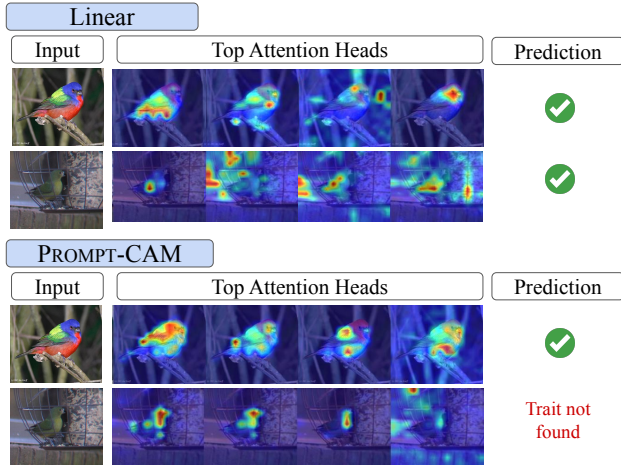 Linear
Input
Top Attention Heads
Prediction
PROMPT-CAM
Input
Top Attention Heads
Prediction
Trait not
found